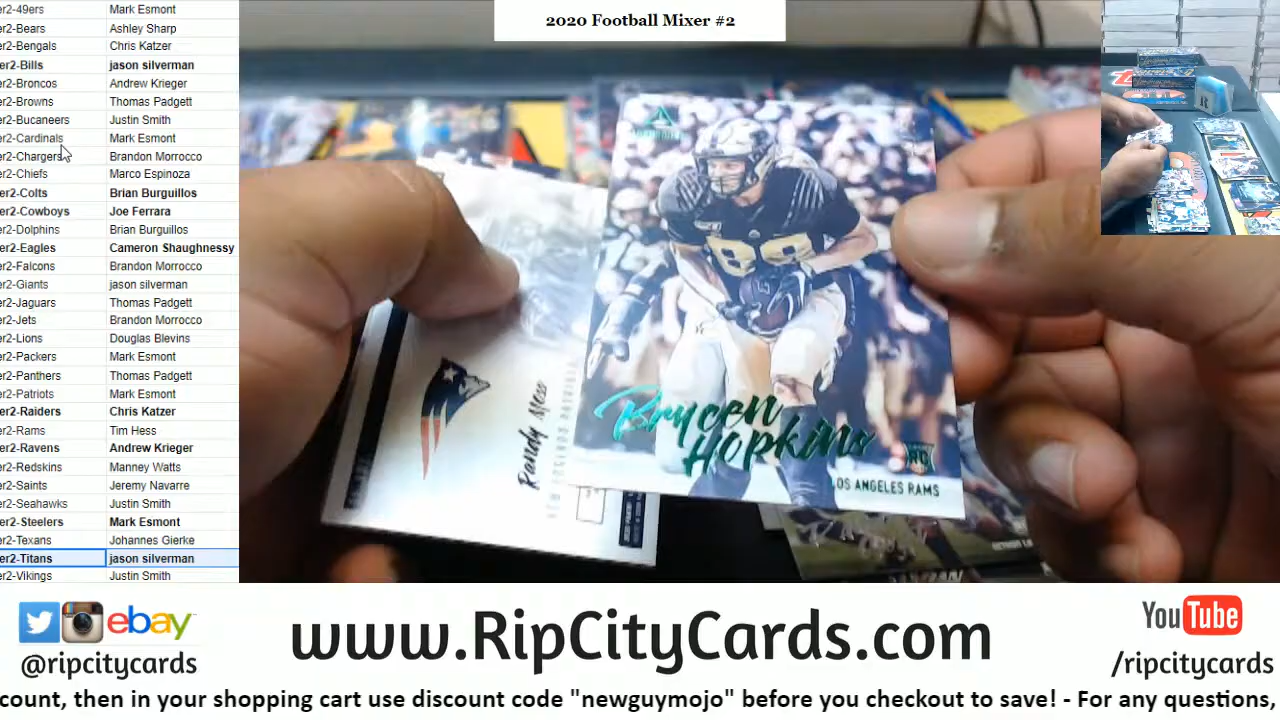 2020 Football Mixer #2
er2-49ers Mark Esmont
er2-Bears Ashley Sharp
er2-Bengals Chris Katzer
er2-Bills jason silverman
er2-Broncos Andrew Krieger
er2-Browns Thomas Padgett
er2-Bucaneers Justin Smith
er2-Cardinals Mark Esmont
er2-Chargers Brandon Morrocco
er2-Chiefs Marco Espinoza
er2-Colts Brian Burguillos
er2-Cowboys Joe Ferrara
er2-Dolphins Brian Burguillos
er2-Eagles Cameron Shaughnessy
er2-Falcons Brandon Morrocco
er2-Giants jason silverman
er2-Jaguars Thomas Padgett
er2-Jets Brandon Morrocco
er2-Lions Douglas Blevins
er2-Packers Mark Esmont
er2-Panthers Thomas Padgett
er2-Patriots Mark Esmont
er2-Raiders Chris Katzer
er2-Rams Tim Hess
er2-Ravens Andrew Krieger
er2-Redskins Manney Watts
er2-Saints Jeremy Navarre
er2-Seahawks Justin Smith
er2-Steelers Mark Esmont
er2-Texans Johannes Gierke
er2-Titans jason silverman
er2-Vikings Justin Smith
89
Brycen
Hopkins
RC
LOS ANGELES RAMS
Randy Moss
NEW ENGLAND PATRIOTS
ebay
@ripcitycards
www.RipCityCards.com
YouTube
/ripcitycards
count, then in your shopping cart use discount code "newguymojo" before you checkout to save! - For any questions,